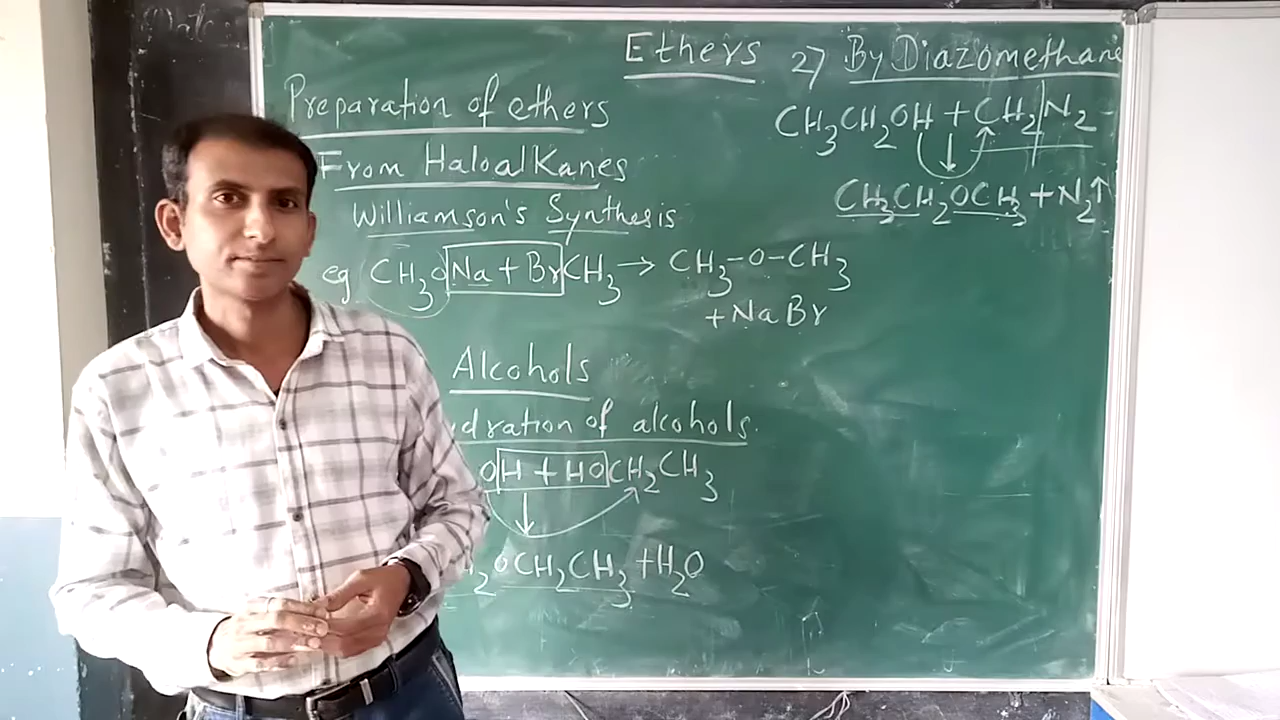 Ethers
Preparation of ethers
From Haloalkanes
Williamson's Synthesis
eg CH3ONa + BrCH3 → CH3-O-CH3
+ NaBr
Alcohols
dration of alcohols.
OH + HOCH2CH3
↓
H2OCH2CH3 + H2O
2) By Diazomethane
CH3CH2OH + CH2N2
↓
CH3CH2OCH3 + N2↑